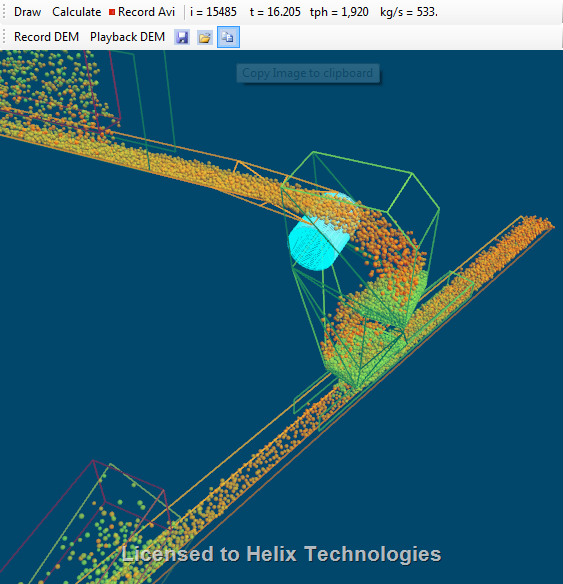 Draw Calculate Record Avi i = 15485 t = 16.205 tph = 1,920 kg/s = 533.
Record DEM Playback DEM
Copy Image to clipboard
Licensed to Helix Technologies